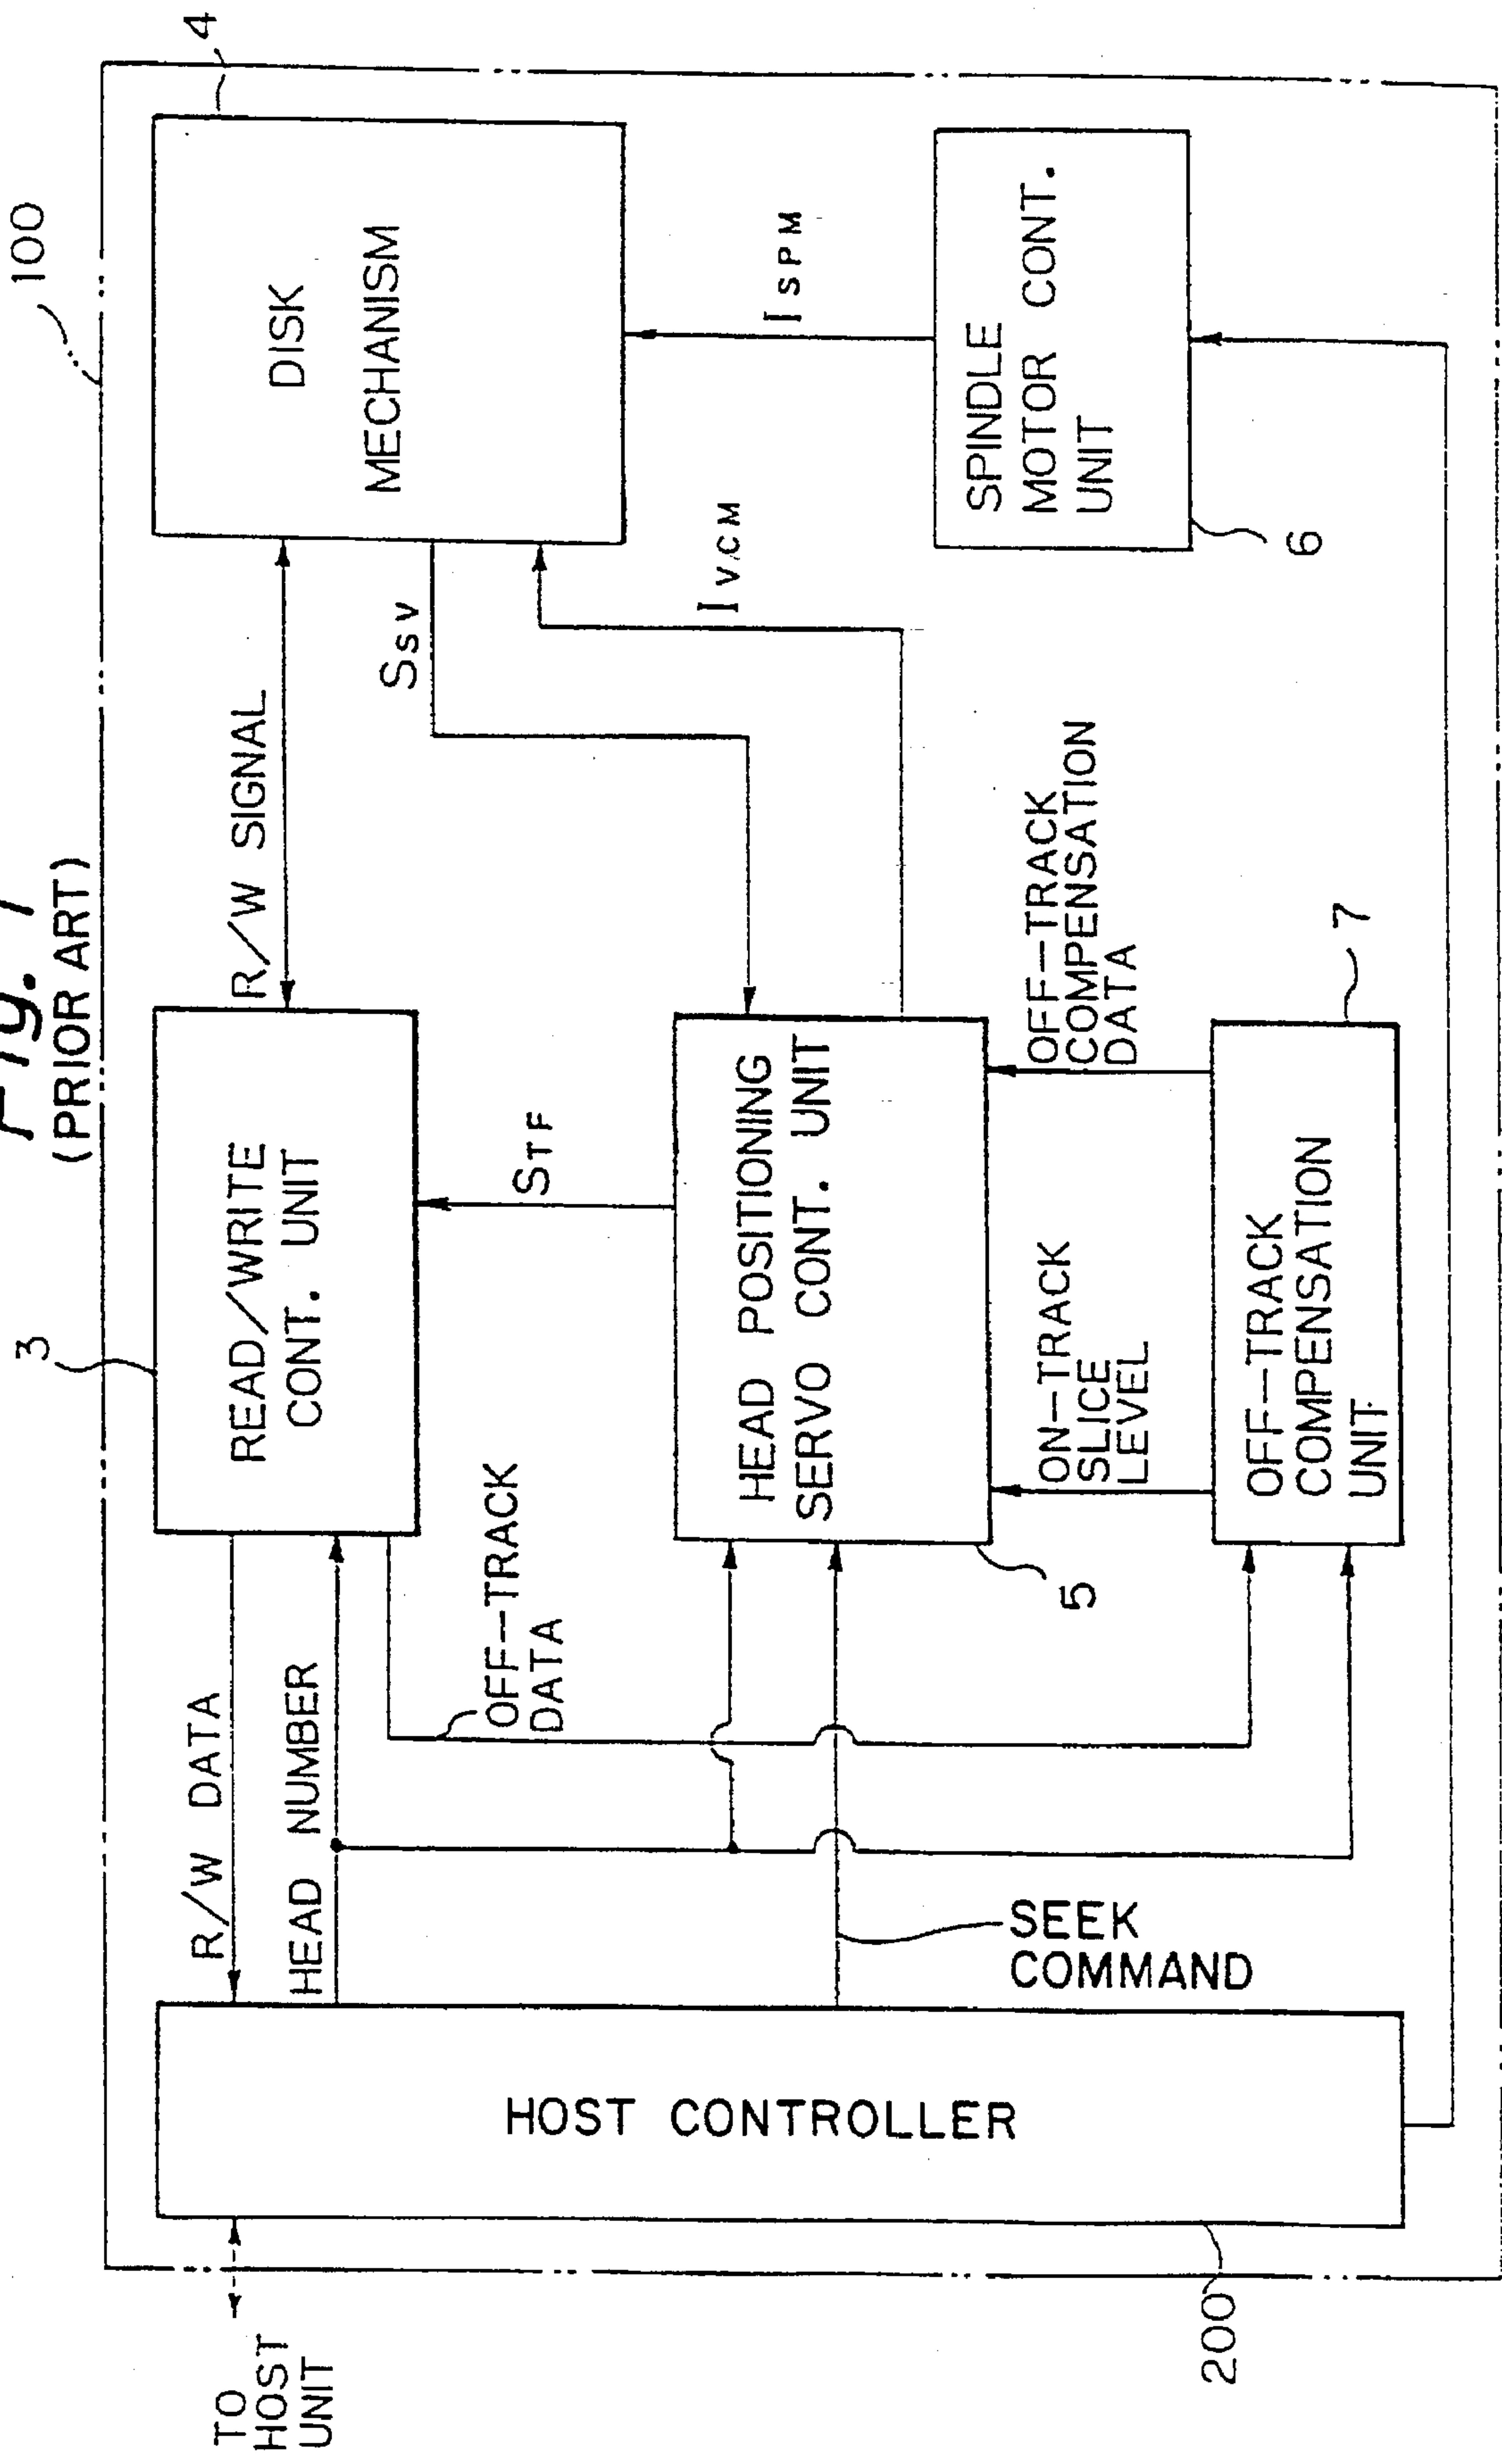 Fig. 1
(PRIOR ART)
100
3
4
READ/WRITE
CONT. UNIT
R/W SIGNAL
DISK
MECHANISM
R/W DATA
HEAD NUMBER
OFF-TRACK
DATA
STF
SSV
IVCM
ISPM
HEAD POSITIONING
SERVO CONT. UNIT
5
SPINDLE
MOTOR CONT.
UNIT
6
ON-TRACK
SLICE
LEVEL
OFF-TRACK
COMPENSATION
DATA
OFF-TRACK
COMPENSATION
UNIT
7
SEEK
COMMAND
HOST CONTROLLER
200
TO
HOST
UNIT